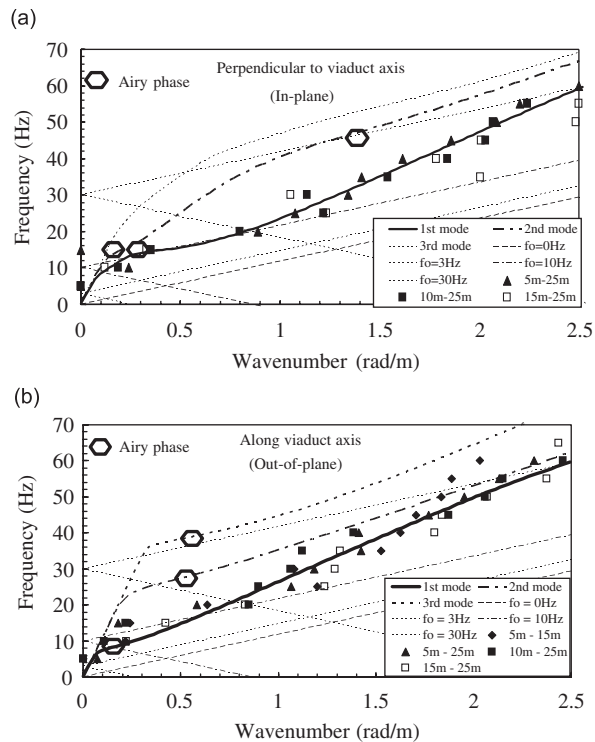 (a)
70
60
50
40
30
20
10
0
Frequency (Hz)
Airy phase
Perpendicular to viaduct axis
(In-plane)
1st mode 2nd mode
3rd mode fo=0Hz
fo=3Hz fo=10Hz
fo=30Hz 5m-25m
10m-25m 15m-25m
0 0.5 1 1.5 2 2.5
Wavenumber (rad/m)
(b)
70
60
50
40
30
20
10
0
Frequency (Hz)
Airy phase
Along viaduct axis
(Out-of-plane)
1st mode 2nd mode
3rd mode fo = 0Hz
fo = 3Hz fo = 10Hz
fo = 30Hz 5m - 15m
5m - 25m 10m - 25m
15m - 25m
0 0.5 1 1.5 2 2.5
Wavenumber (rad/m)